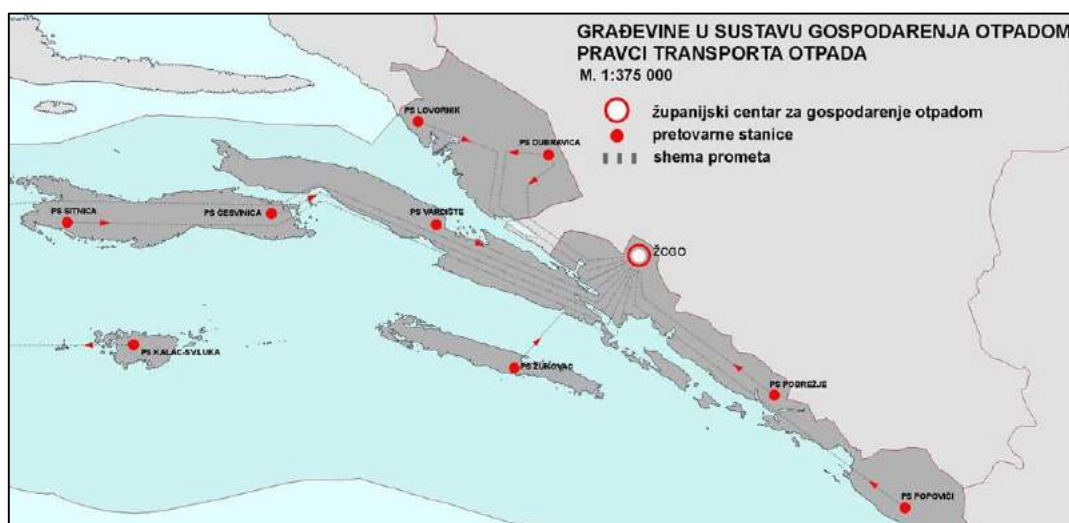 GRAĐEVINE U SUSTAVU GOSPODARENJA OTPADOM
PRAVCI TRANSPORTA OTPADA
M. 1:375 000
županijski centar za gospodarenje otpadom
pretovarne stanice
shema prometa
PS LOVORNIK
PS DUBRAVICA
PS SITNICA
PS ČESVINICA
PS VARDIŠTE
ŽCGO
PS KALAC-SVILUKA
PS ŽUKOVAC
PS POBREŽJE
PS POPOVIĆI